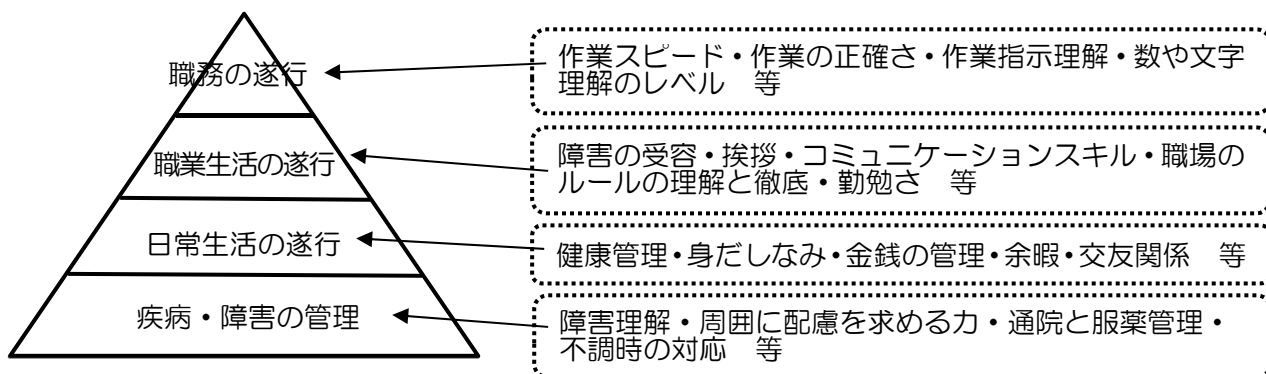 職務の遂行
作業スピード・作業の正確さ・作業指示理解・数や文字
理解のレベル　等
職業生活の遂行
障害の受容・挨拶・コミュニケーションスキル・職場の
ルールの理解と徹底・勤勉さ　等
日常生活の遂行
健康管理・身だしなみ・金銭の管理・余暇・交友関係　等
疾病・障害の管理
障害理解・周囲に配慮を求める力・通院と服薬管理・
不調時の対応　等